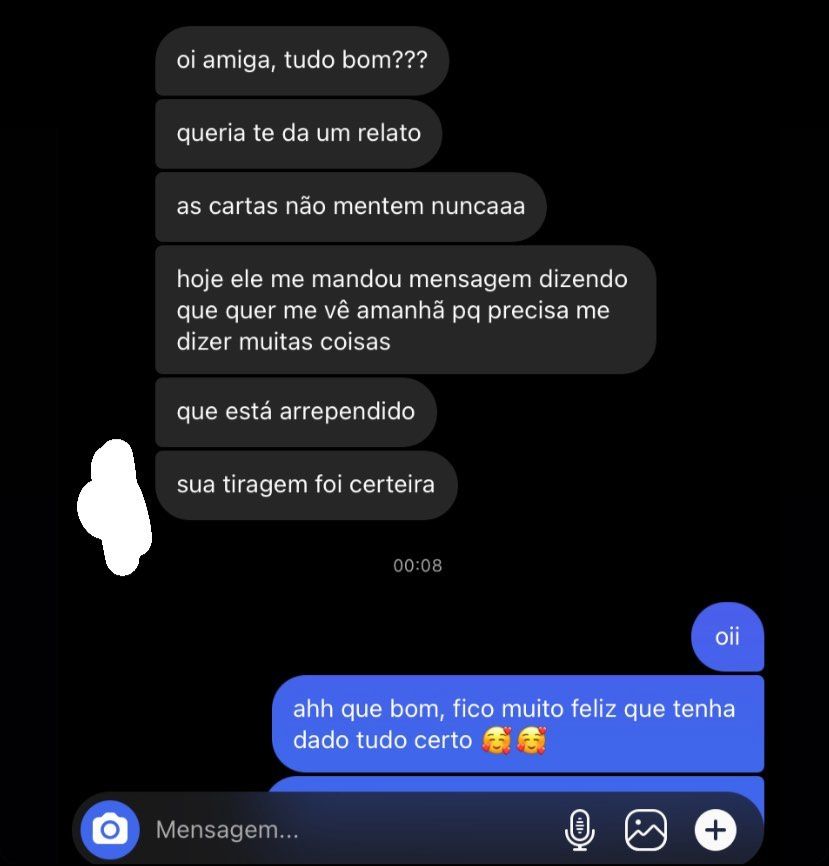 oi amiga, tudo bom???
queria te da um relato
as cartas não mentem nuncaaa
hoje ele me mandou mensagem dizendo
que quer me vê amanhã pq precisa me
dizer muitas coisas
que está arrependido
sua tiragem foi certeira
00:08
oii
ahh que bom, fico muito feliz que tenha
dado tudo certo 🥰🥰
Mensagem...